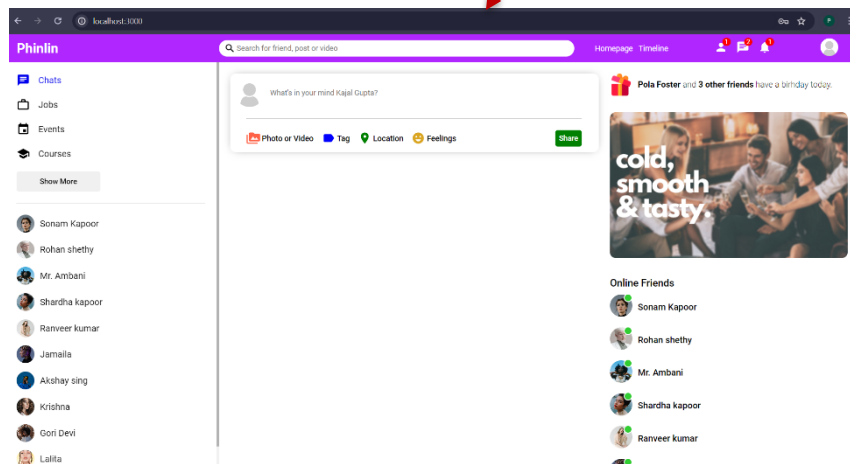 localhost:3000
Phinlin
Search for friend, post or video
Homepage Timeline
1
2
P
Chats
Jobs
Events
Courses
Show More
Sonam Kapoor
Rohan shethy
Mr. Ambani
Shardha kapoor
Ranveer kumar
Jamaila
Akshay sing
Krishna
Gori Devi
Lalita
What's in your mind Kajal Gupta?
Photo or Video Tag Location Feelings Share
Pola Foster and 3 other friends have a birhday today.
cold,
smooth
& tasty.
Online Friends
Sonam Kapoor
Rohan shethy
Mr. Ambani
Shardha kapoor
Ranveer kumar